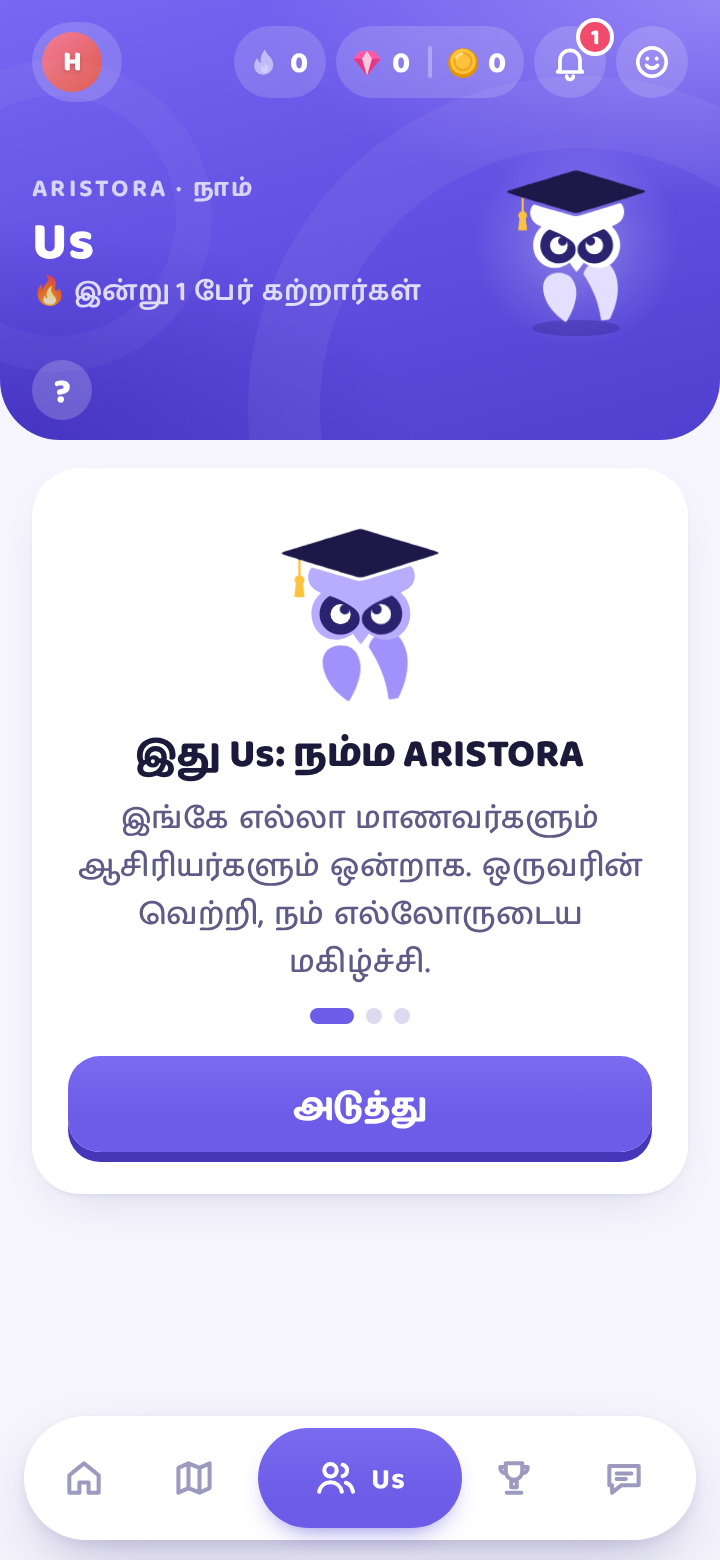 H
0
0
0
1
ARISTORA · நாம்
Us
🔥 இன்று 1 பேர் கற்றார்கள்
?
இது Us: நம்ம ARISTORA
இங்கே எல்லா மாணவர்களும்
ஆசிரியர்களும் ஒன்றாக. ஒருவரின்
வெற்றி, நம் எல்லோருடைய
மகிழ்ச்சி.
அடுத்து
Us